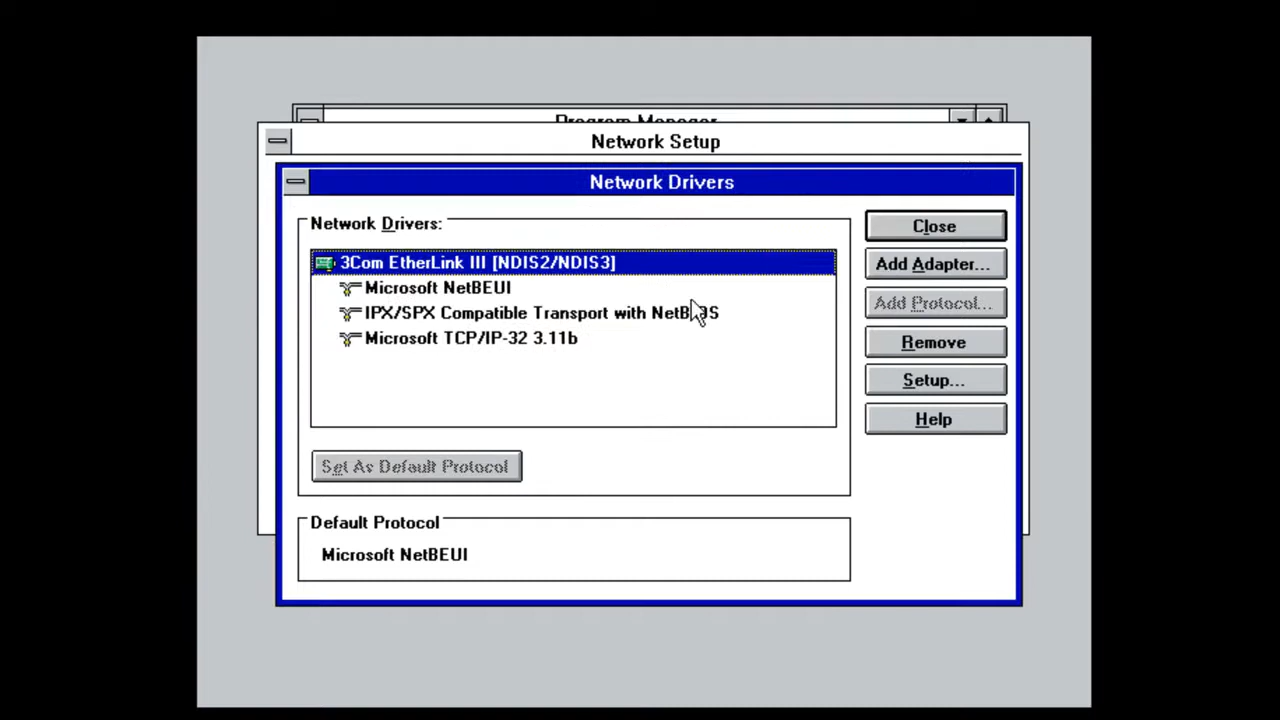 Program Manager
Network Setup
Network Drivers
Network Drivers:
3Com EtherLink III [NDIS2/NDIS3]
Microsoft NetBEUI
IPX/SPX Compatible Transport with NetBIOS
Microsoft TCP/IP-32 3.11b
Set As Default Protocol
Default Protocol
Microsoft NetBEUI
Close
Add Adapter...
Add Protocol...
Remove
Setup...
Help